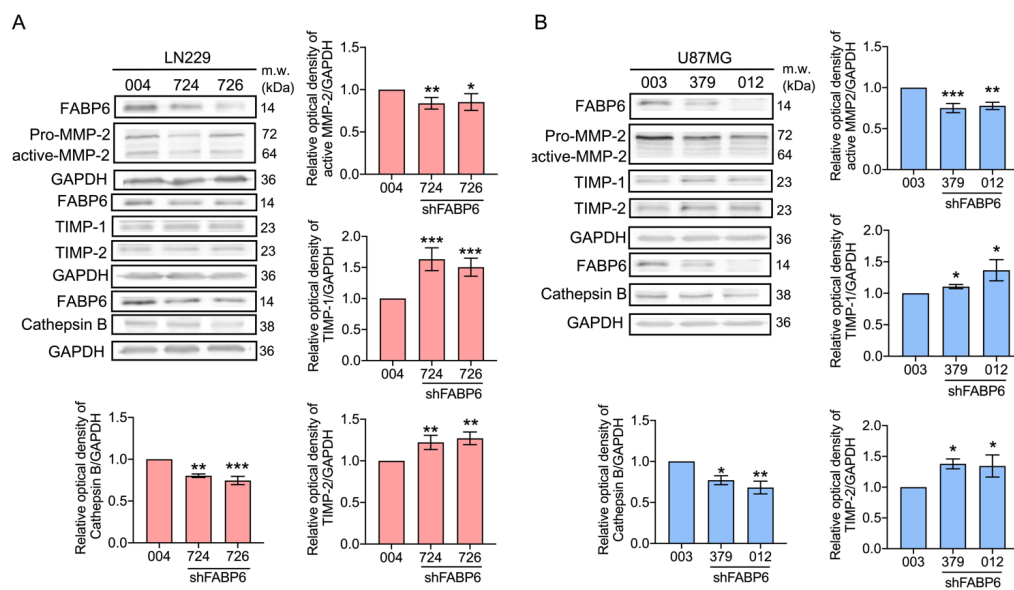 A
LN229
004 724 726
m.w.
(kDa)
FABP6 14
Pro-MMP-2 72
active-MMP-2 64
GAPDH 36
FABP6 14
TIMP-1 23
TIMP-2 23
GAPDH 36
FABP6 14
Cathepsin B 38
GAPDH 36
Relative optical density of
active MMP-2/GAPDH
1.5
1.0
0.5
0.0
** *
004 724 726
shFABP6
Relative optical density of
TIMP-1/GAPDH
2.0
1.5
1.0
0.5
0.0
*** ***
004 724 726
shFABP6
Relative optical density of
Cathepsin B/GAPDH
1.5
1.0
0.5
0.0
** ***
004 724 726
shFABP6
Relative optical density of
TIMP-2/GAPDH
1.5
1.0
0.5
0.0
** **
004 724 726
shFABP6
B
U87MG
003 379 012
m.w.
(kDa)
FABP6 14
Pro-MMP-2 72
active-MMP-2 64
TIMP-1 23
TIMP-2 23
GAPDH 36
FABP6 14
Cathepsin B 38
GAPDH 36
Relative optical density of
active MMP2/GAPDH
1.5
1.0
0.5
0.0
*** **
003 379 012
shFABP6
Relative optical density of
TIMP-1/GAPDH
2.0
1.5
1.0
0.5
0.0
* *
003 379 012
shFABP6
Relative optical density of
Cathepsin B/GAPDH
1.5
1.0
0.5
0.0
* **
003 379 012
shFABP6
Relative optical density of
TIMP-2/GAPDH
2.0
1.5
1.0
0.5
0.0
* *
003 379 012
shFABP6